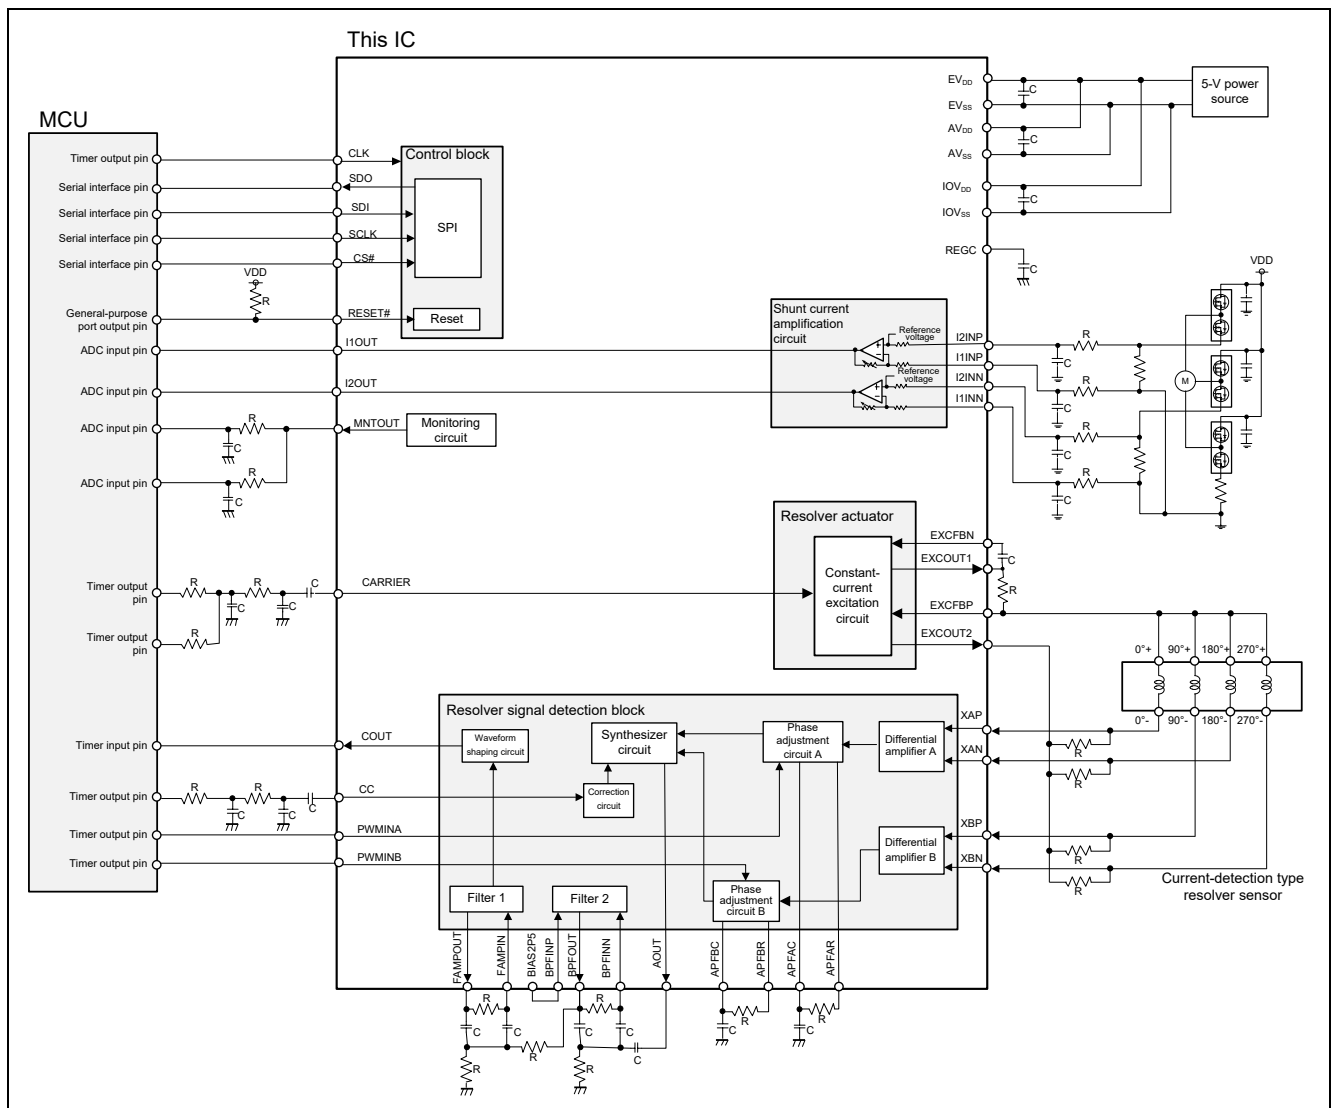 This IC
MCU
Timer output pin
Serial interface pin
Serial interface pin
Serial interface pin
Serial interface pin
VDD
R
General-purpose
port output pin
ADC input pin
ADC input pin
ADC input pin
R
C
ADC input pin
R
C
Timer output
pin
R
R
C
C
C
Timer output
pin
R
Timer input pin
Timer output pin
R
R
C
C
C
Timer output pin
Timer output pin
CLK
SDO
SDI
SCLK
CS#
RESET#
I1OUT
I2OUT
MNTOUT
CARRIER
COUT
CC
PWMINA
PWMINB
Control block
SPI
Reset
Monitoring
circuit
Shunt current
amplification
circuit
Reference
voltage
Reference
voltage
+
−
+
−
I2INP
I1INP
I2INN
I1INN
EVDD
EVSS
AVDD
AVSS
IOVDD
IOVSS
REGC
C
C
C
C
5-V power
source
VDD
R
C
R
C
R
C
R
C
M
Resolver actuator
Constant-
current
excitation
circuit
EXCFBN
EXCOUT1
EXCFBP
EXCOUT2
C
R
0°+
90°+
180°+
270°+
0°-
90°-
180°-
270°-
R
R
R
R
Current-detection type
resolver sensor
Resolver signal detection block
Waveform
shaping circuit
Synthesizer
circuit
Correction
circuit
Phase
adjustment
circuit A
Differential
amplifier A
Differential
amplifier B
Phase
adjustment
circuit B
Filter 1
Filter 2
XAP
XAN
XBP
XBN
FAMPOUT
FAMPIN
BIAS2P5
BPFINP
BPFOUT
BPFINN
AOUT
APFBC
APFBR
APFAC
APFAR
R
C
C
R
R
R
C
C
R
C
R
C
R
C